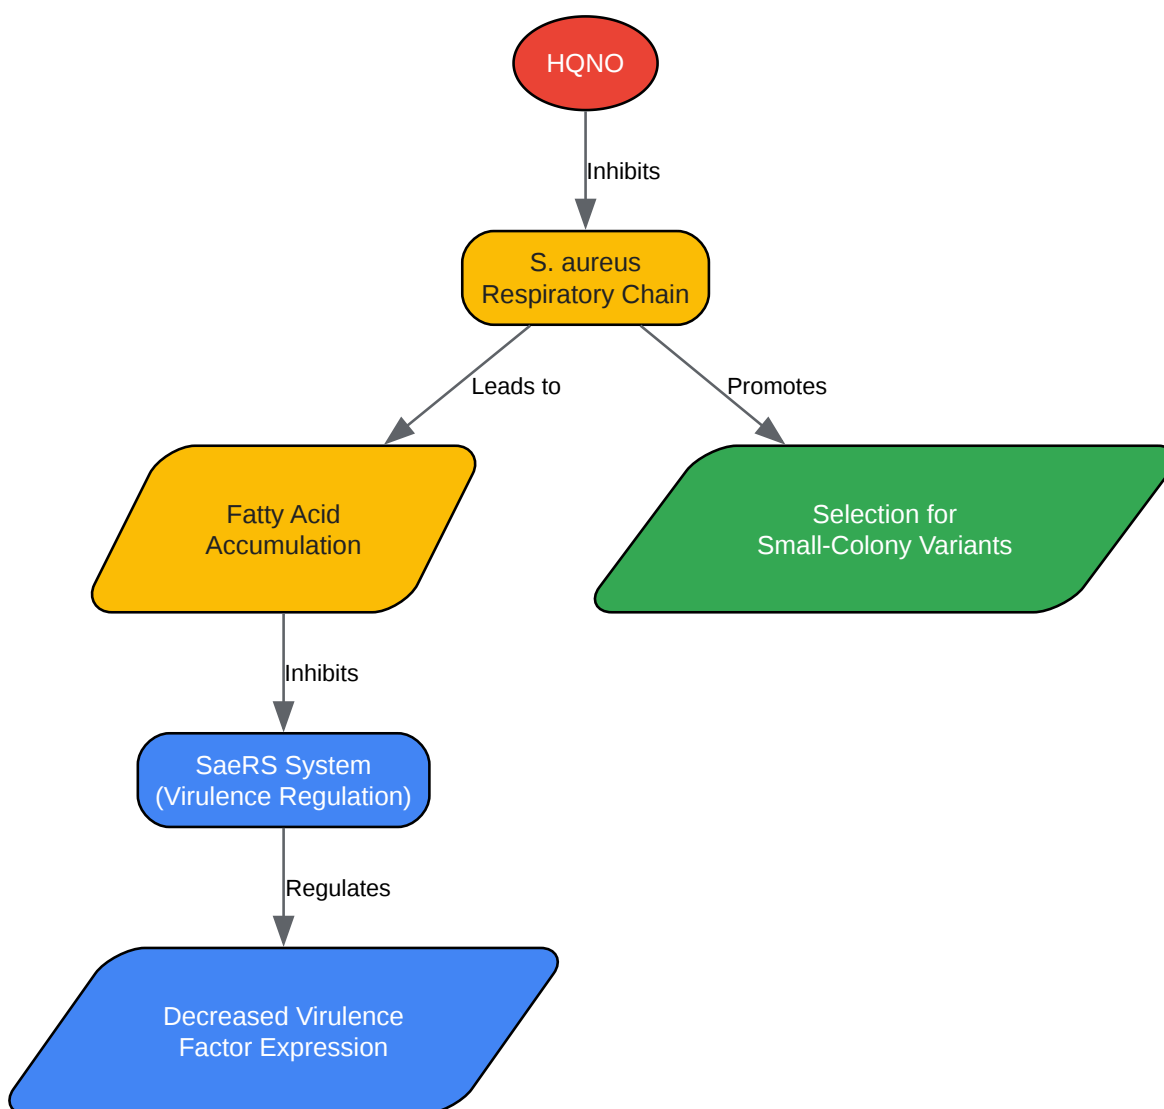 HQNO
Inhibits
S. aureus
Respiratory Chain
Leads to
Promotes
Fatty Acid
Accumulation
Selection for
Small-Colony Variants
Inhibits
SaeRS System
(Virulence Regulation)
Regulates
Decreased Virulence
Factor Expression